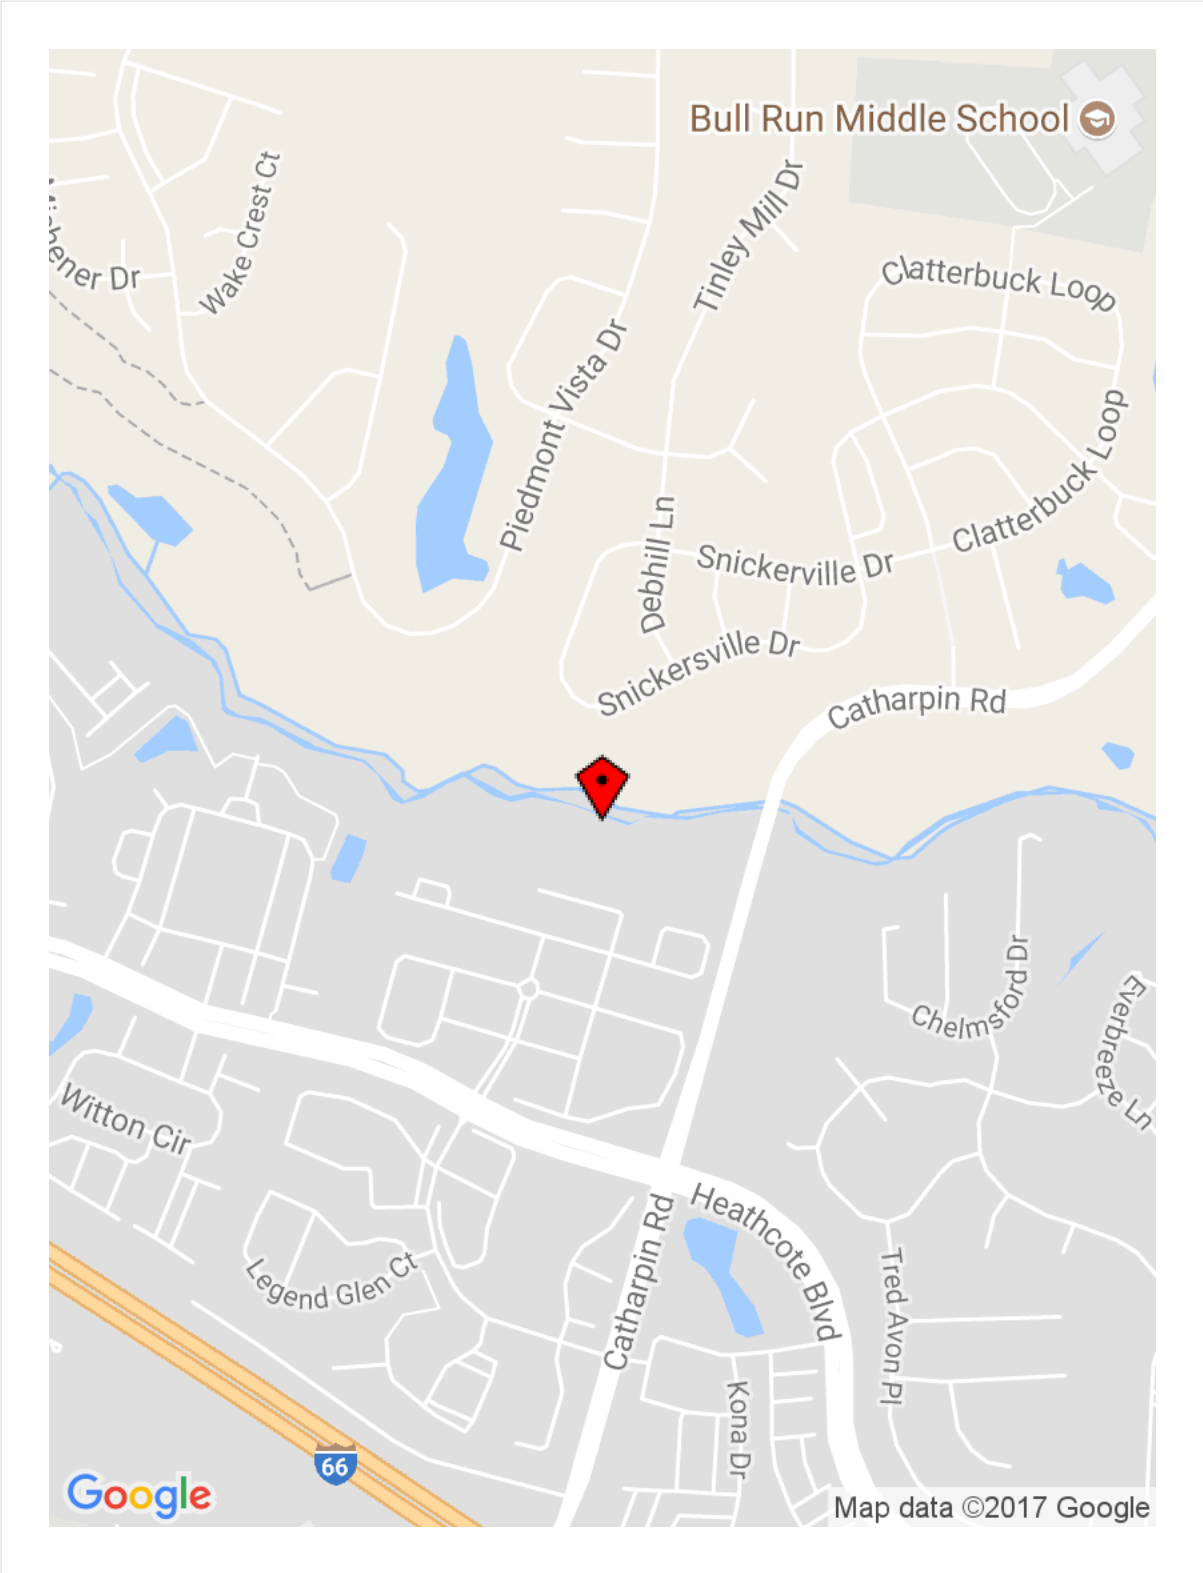 Bull Run Middle School
Wake Crest Ct
Tinley Mill Dr
Clatterbuck Loop
Piedmont Vista Dr
Clatterbuck Loop
Debhill Ln
Snickerville Dr
Snickersville Dr
Catharpin Rd
Chelmsford Dr
Everbreeze Ln
Witton Cir
Heathcote Blvd
Catharpin Rd
Legend Glen Ct
Tred Avon Pl
Kona Dr
66
Google
Map data ©2017 Google